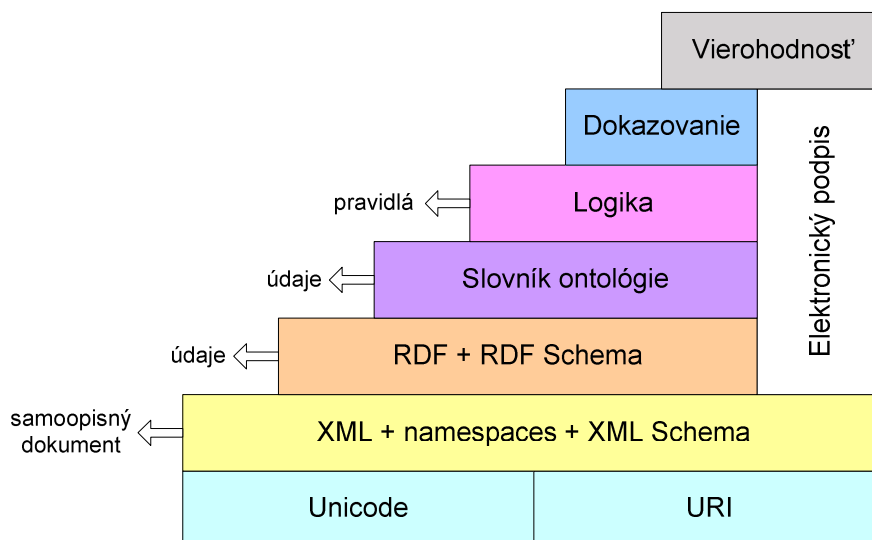 Vierohodnosť
Dokazovanie
Elektronický podpis
pravidlá
Logika
údaje
Slovník ontológie
údaje
RDF + RDF Schema
samoopisný
dokument
XML + namespaces + XML Schema
Unicode
URI